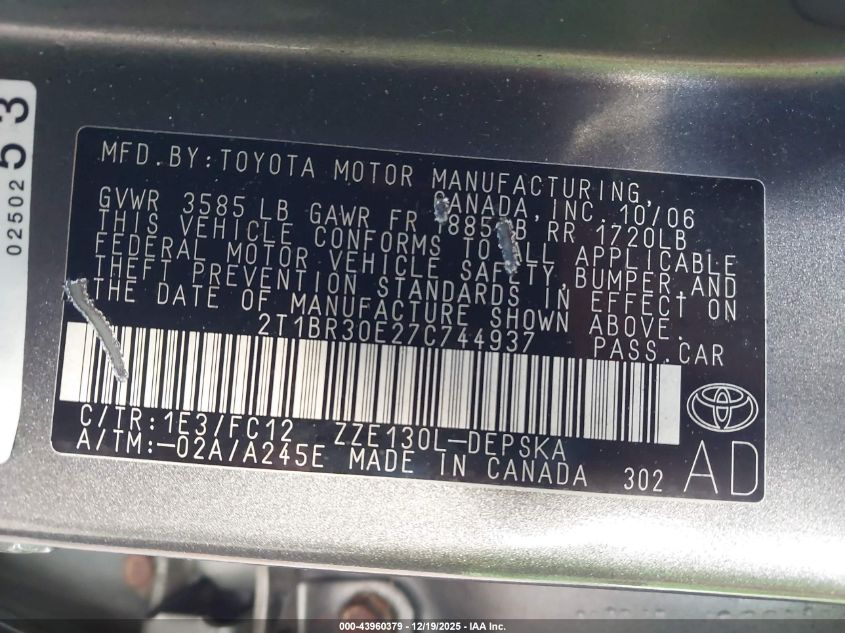 02502 53
MFD.BY:TOYOTA MOTOR MANUFACTURING,
CANADA, INC. 10/06
GVWR 3585 LB GAWR FR 1885LB RR 1720LB
THIS VEHICLE CONFORMS TO ALL APPLICABLE
FEDERAL MOTOR VEHICLE SAFETY,BUMPER,AND
THEFT PREVENTION STANDARDS IN EFFECT ON
THE DATE OF MANUFACTURE SHOWN ABOVE.
2T1BR30E27C744937 PASS.CAR
C/TR:1E3/FC12 ZZE130L-DEPSKA
A/TM:-02A/A245E MADE IN CANADA 302 AD
000-43960379 | 12/19/2025 - IAA Inc.